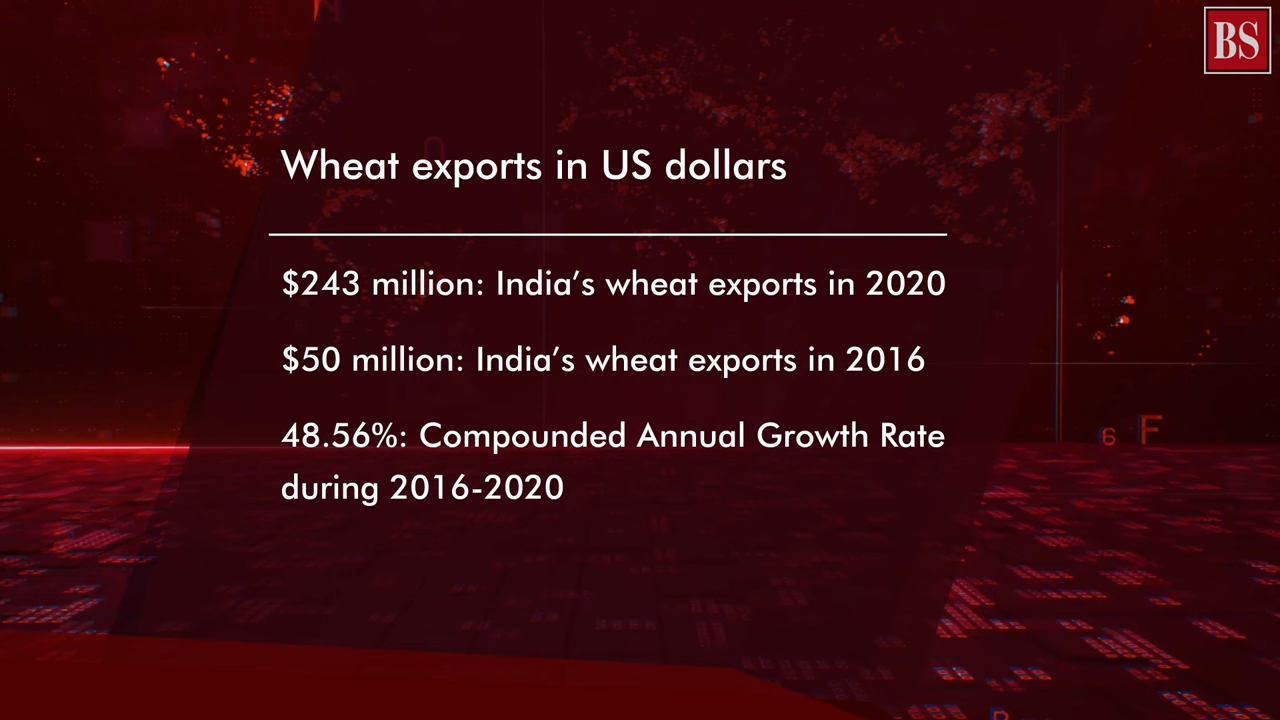 BS
Wheat exports in US dollars
$243 million: India’s wheat exports in 2020
$50 million: India’s wheat exports in 2016
48.56%: Compounded Annual Growth Rate
during 2016-2020
6 F